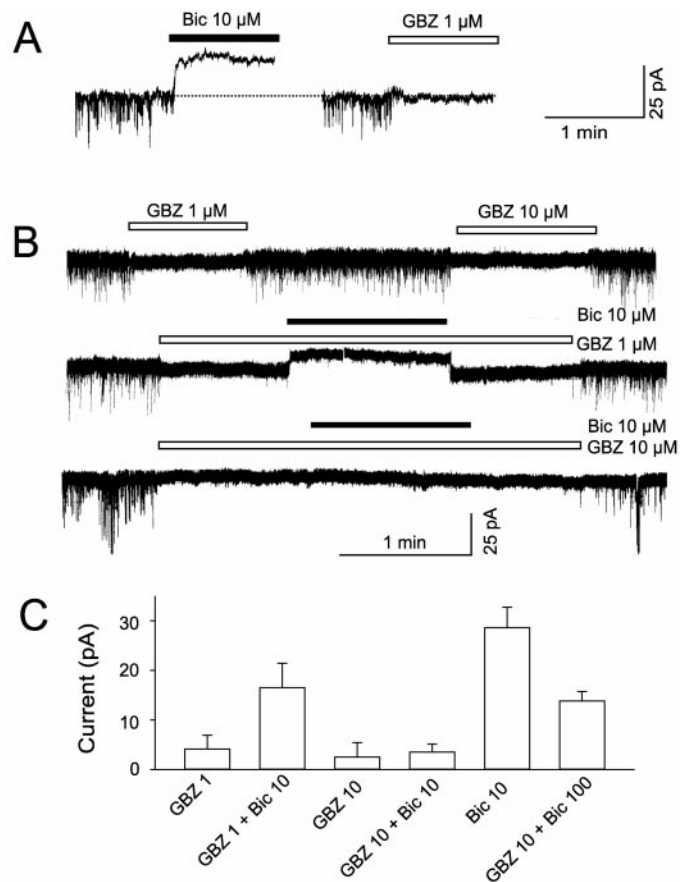 A
Bic 10 µM
GBZ 1 µM
25 pA
1 min
B
GBZ 1 µM
GBZ 10 µM
Bic 10 µM
GBZ 1 µM
Bic 10 µM
GBZ 10 µM
1 min
25 pA
C
Current (pA)
30
20
10
0
GBZ 1
GBZ 1 + Bic 10
GBZ 10
GBZ 10 + Bic 10
Bic 10
GBZ 10 + Bic 100